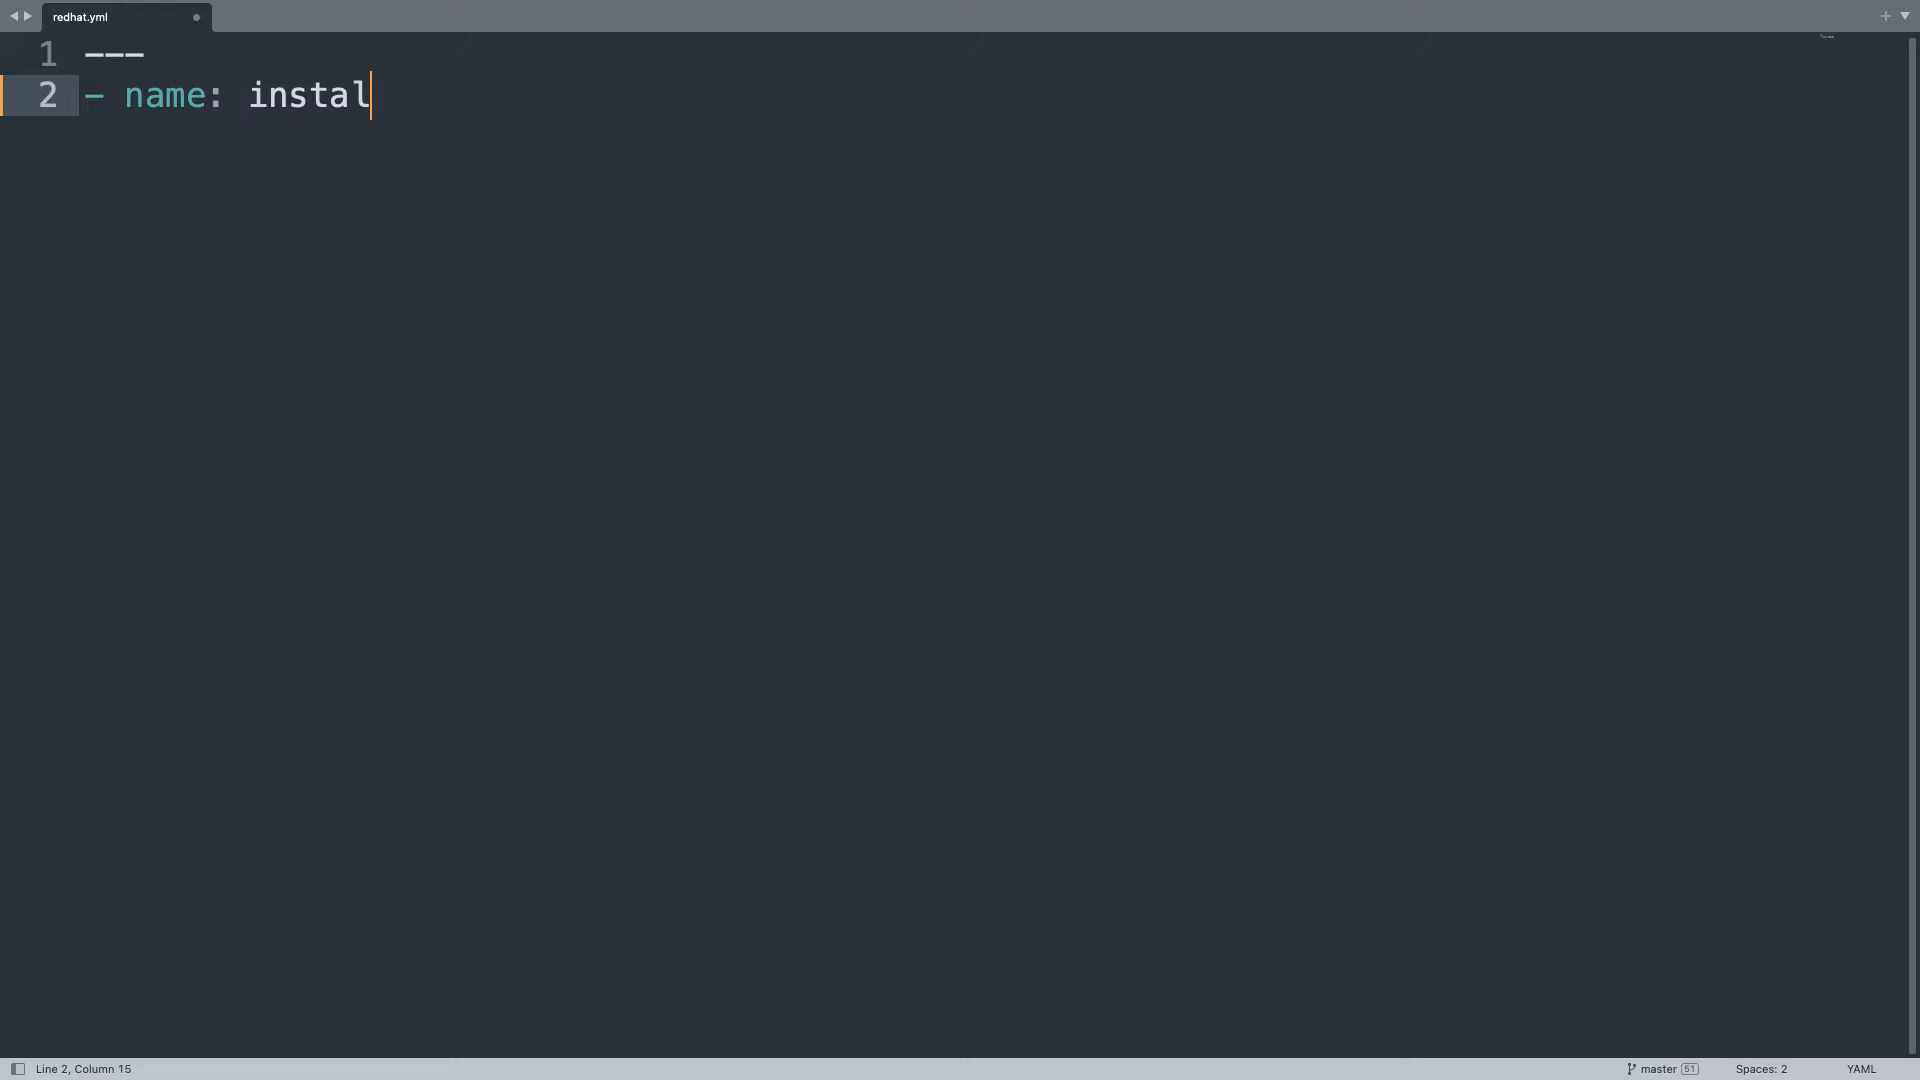 redhat.yml
1 ---
2 - name: instal
Line 2, Column 15
master 51
Spaces: 2
YAML